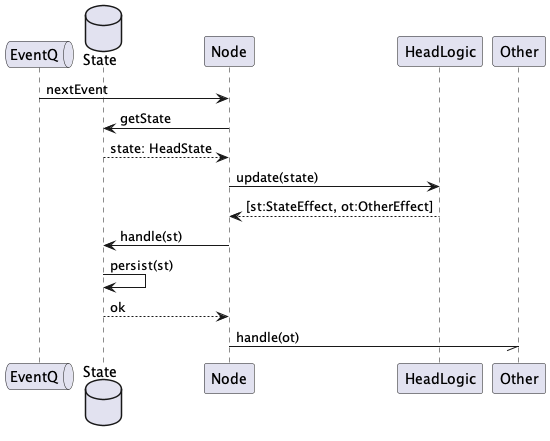 EventQ
State
Node
HeadLogic
Other
nextEvent
getState
state: HeadState
update(state)
[st:StateEffect, ot:OtherEffect]
handle(st)
persist(st)
ok
handle(ot)
EventQ
State
Node
HeadLogic
Other